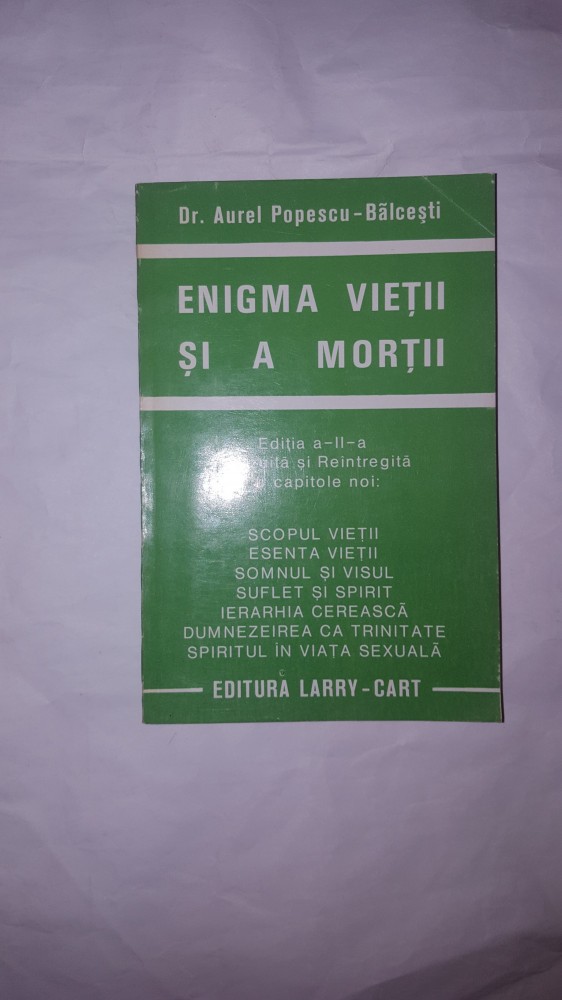 Dr. Aurel Popescu-Bãlcești
ENIGMA VIEȚII
ȘI A MORȚII
Ediția a-II-a
și Reintregită
capitole noi:
SCOPUL VIEȚII
ESENTA VIEȚII
SOMNUL ȘI VISUL
SUFLET ȘI SPIRIT
IERARHIA CEREASCĂ
DUMNEZEIREA CA TRINITATE
SPIRITUL ÎN VIAȚA SEXUALĂ
EDITURA LARRY-CART